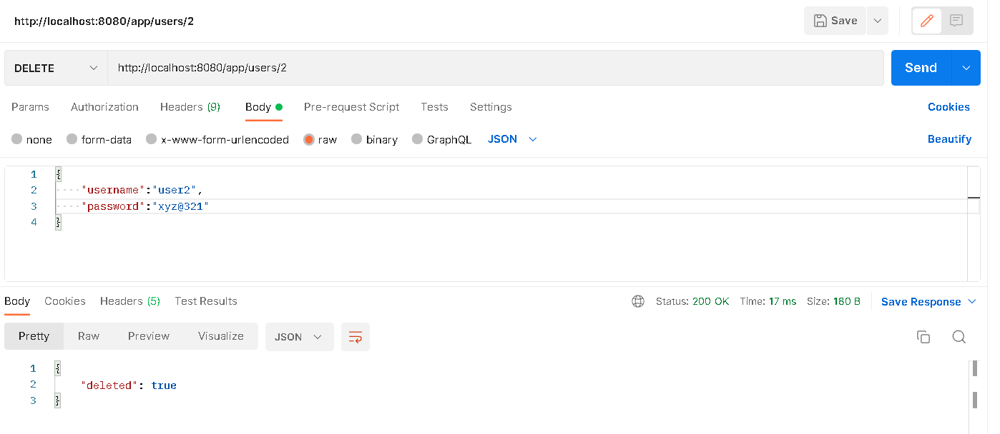 http://localhost:8080/app/users/2 Save
DELETE http://localhost:8080/app/users/2 Send
Params Authorization Headers (9) Body Pre-request Script Tests Settings Cookies
none form-data x-www-form-urlencoded raw binary GraphQL JSON Beautify
1 {
2 ····"username":"user2",
3 ····"password":"xyz@321"
4 }
Body Cookies Headers (5) Test Results Status: 200 OK Time: 17 ms Size: 180 B Save Response
Pretty Raw Preview Visualize JSON
1 {
2 "deleted": true
3 }